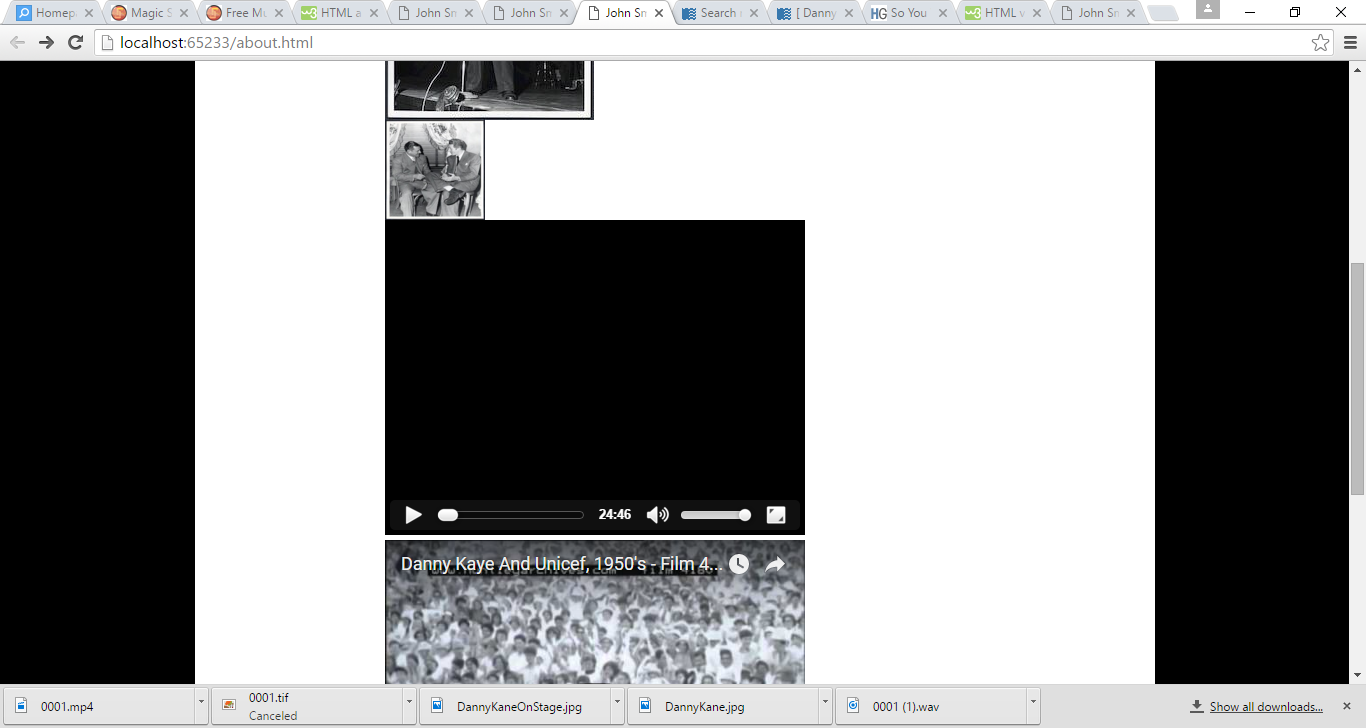 Homep
Magic S
Free Mu
HTML a
John Sn
John Sn
John Sn
Search
[ Danny
HG So You
HTML v
John Sn
localhost:65233/about.html
24:46
Danny Kaye And Unicef, 1950's - Film 4...
0001.mp4
0001.tif
Canceled
DannyKaneOnStage.jpg
DannyKane.jpg
0001 (1).wav
Show all downloads...